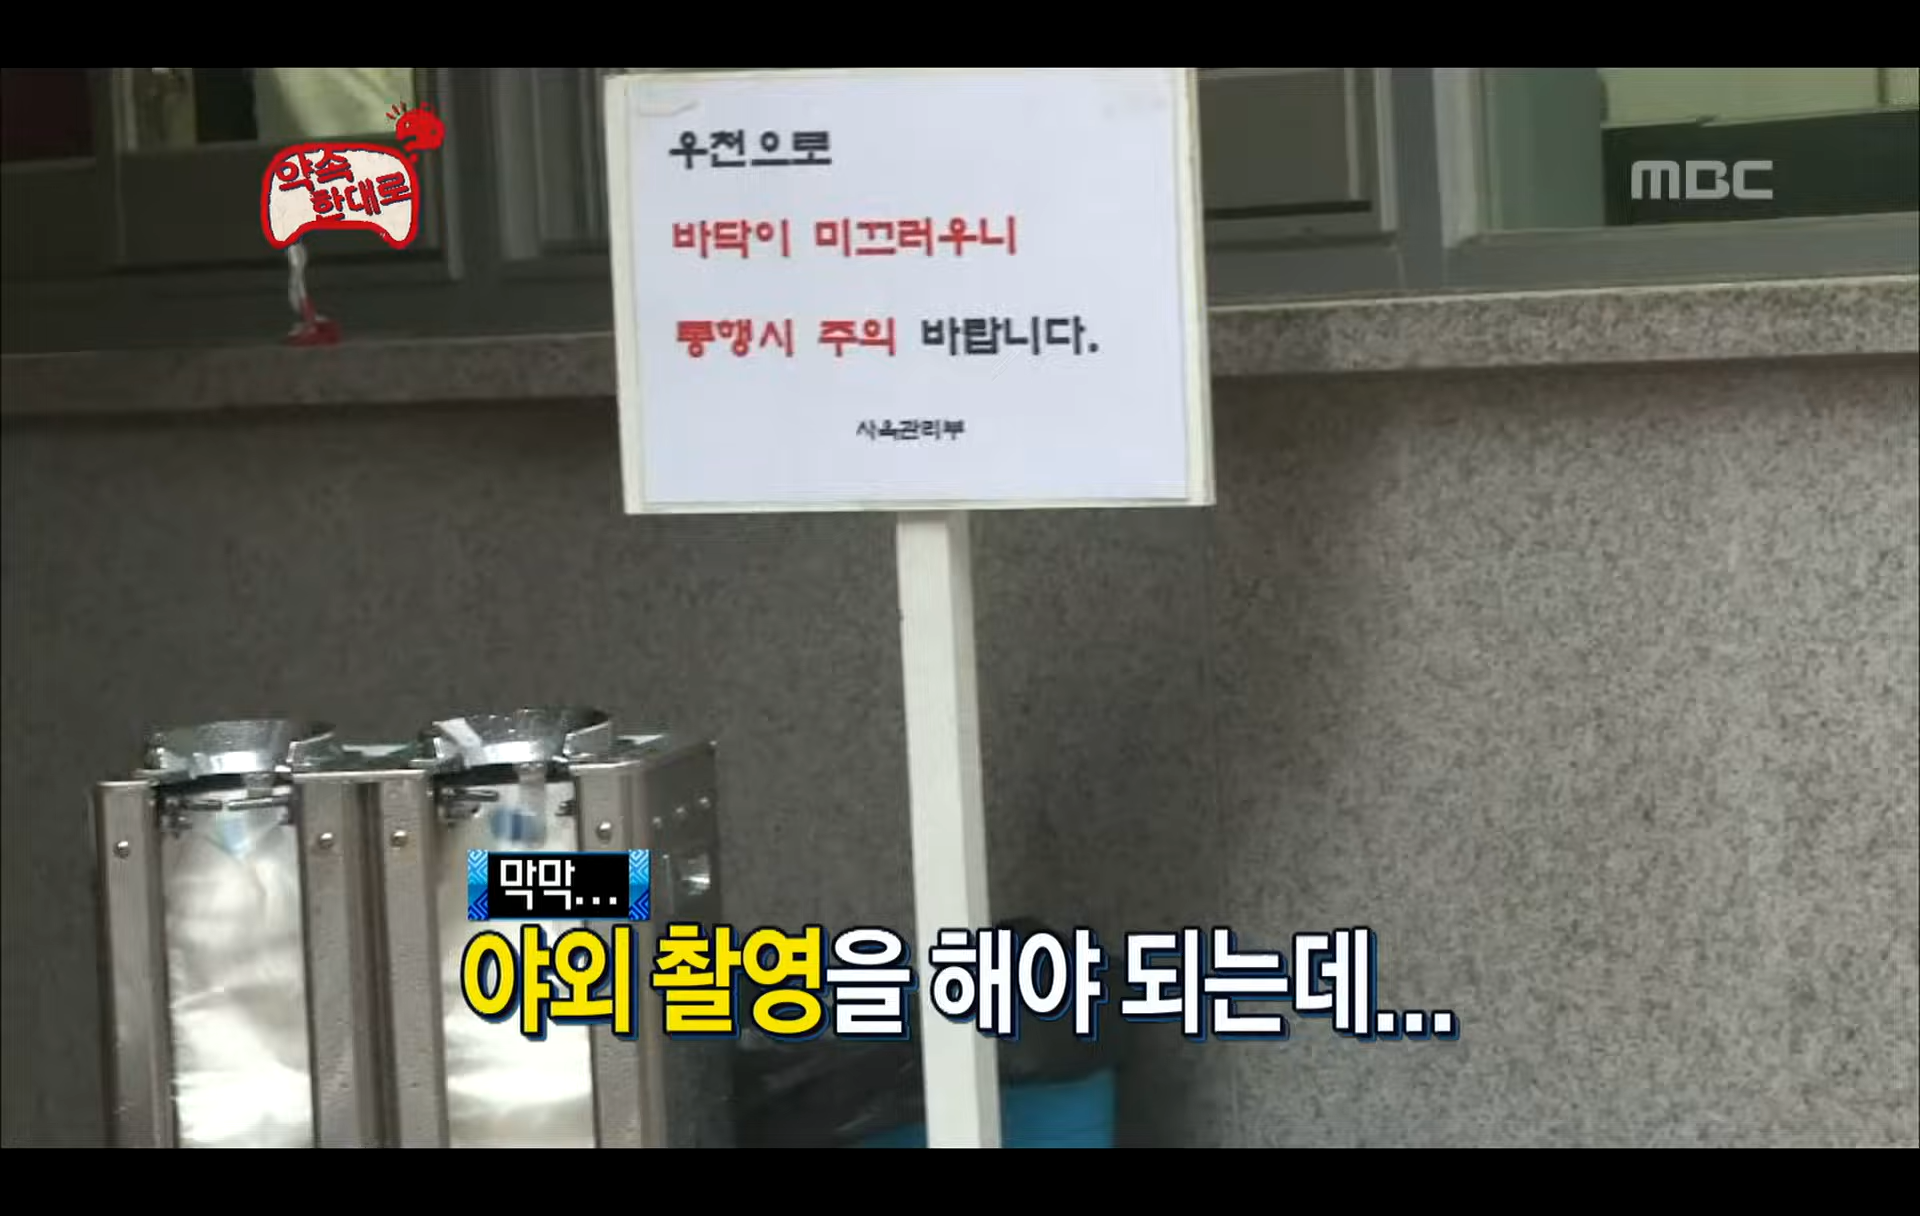 약속
한대로
MBC
우천으로
바닥이 미끄러우니
통행시 주의 바랍니다.
사옥관리부
막막...
야외 촬영을 해야 되는데...